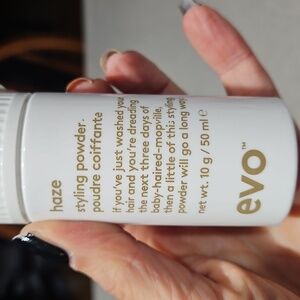 haze
styling powder.
poudre coiffante
if you've just washed your
hair and you're dreading
the next three days of
baby-haired-mopville,
then a little of this styling
powder will go a long way.
net wt. 10 g / 50 ml ℮
evo™